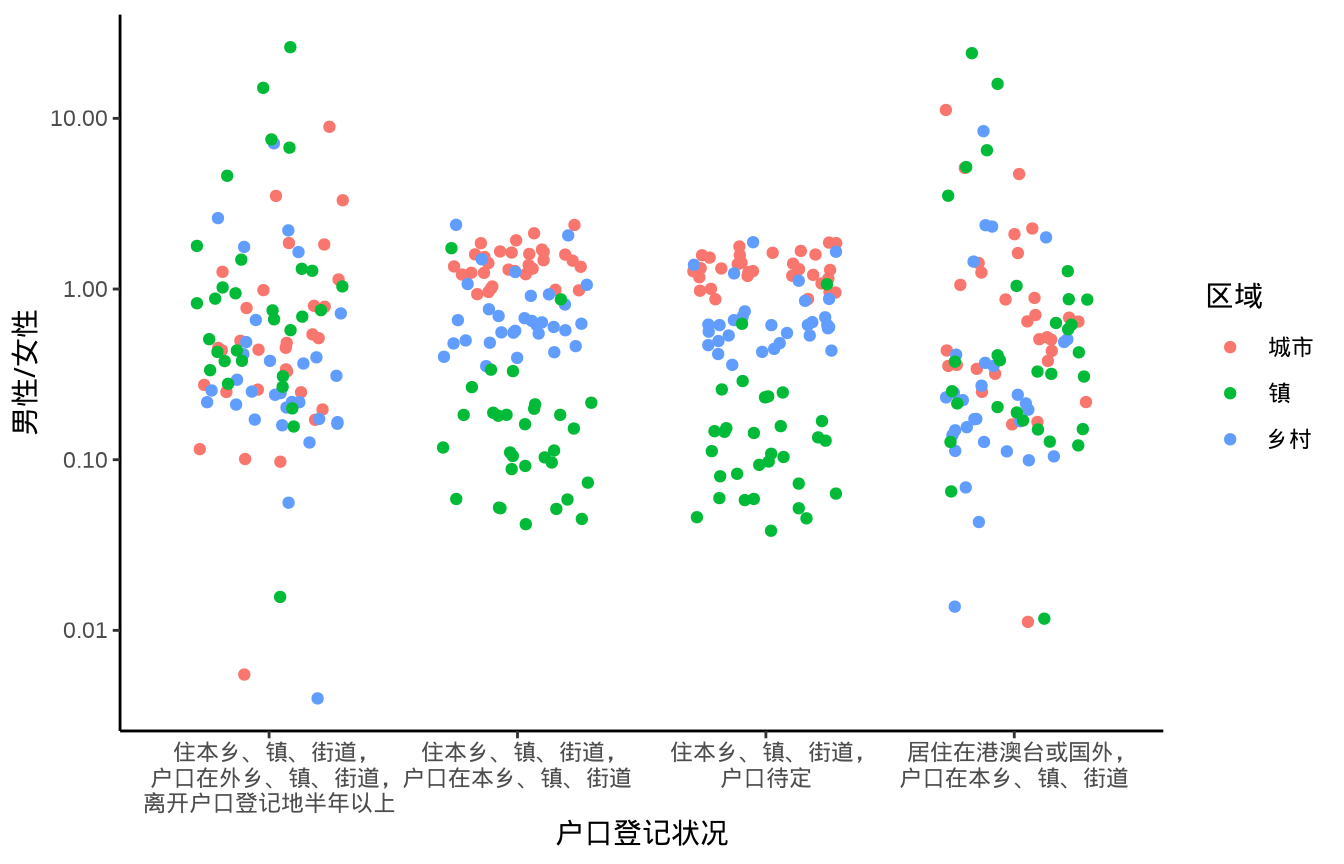 男性/女性
10.00
1.00
0.10
0.01
住本乡、镇、街道，
户口在外乡、镇、街道，
离开户口登记地半年以上
住本乡、镇、街道，
户口在本乡、镇、街道
住本乡、镇、街道，
户口待定
居住在港澳台或国外，
户口在本乡、镇、街道
户口登记状况
区域
城市
镇
乡村